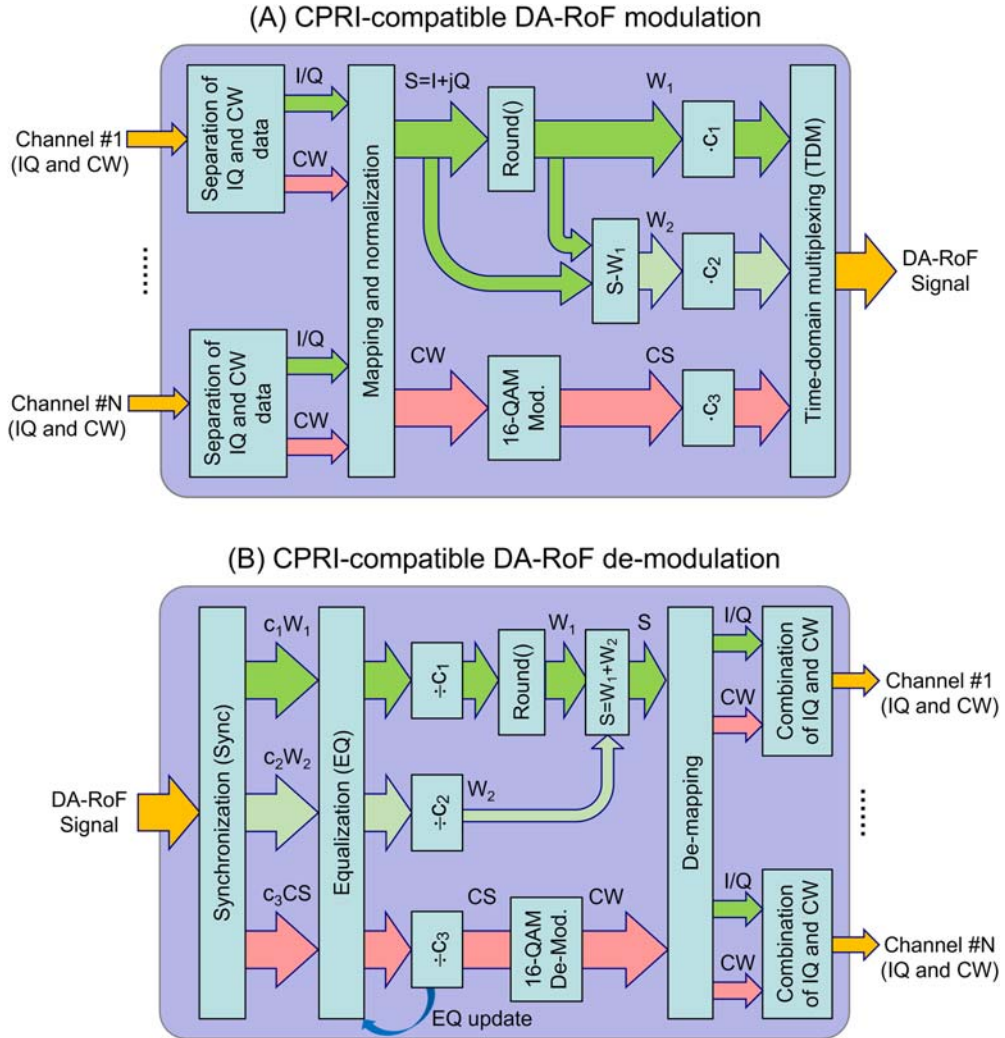 (A) CPRI-compatible DA-RoF modulation
Channel #1
(IQ and CW)
Separation of
IQ and CW
data
I/Q
CW
......
Channel #N
(IQ and CW)
Separation of
IQ and CW
data
I/Q
CW
Mapping and normalization
S=I+jQ
Round()
W₁
·C₁
S-W₁
W₂
·C₂
CW
16-QAM
Mod.
CS
·C₃
Time-domain multiplexing (TDM)
DA-RoF
Signal
(B) CPRI-compatible DA-RoF de-modulation
DA-RoF
Signal
Synchronization (Sync)
c₁W₁
c₂W₂
c₃CS
Equalization (EQ)
÷C₁
Round()
W₁
S=W₁+W₂
S
÷C₂
W₂
÷C₃
CS
16-QAM
De-Mod.
CW
EQ update
De-mapping
I/Q
CW
Combination
of IQ and CW
Channel #1
(IQ and CW)
......
I/Q
CW
Combination
of IQ and CW
Channel #N
(IQ and CW)